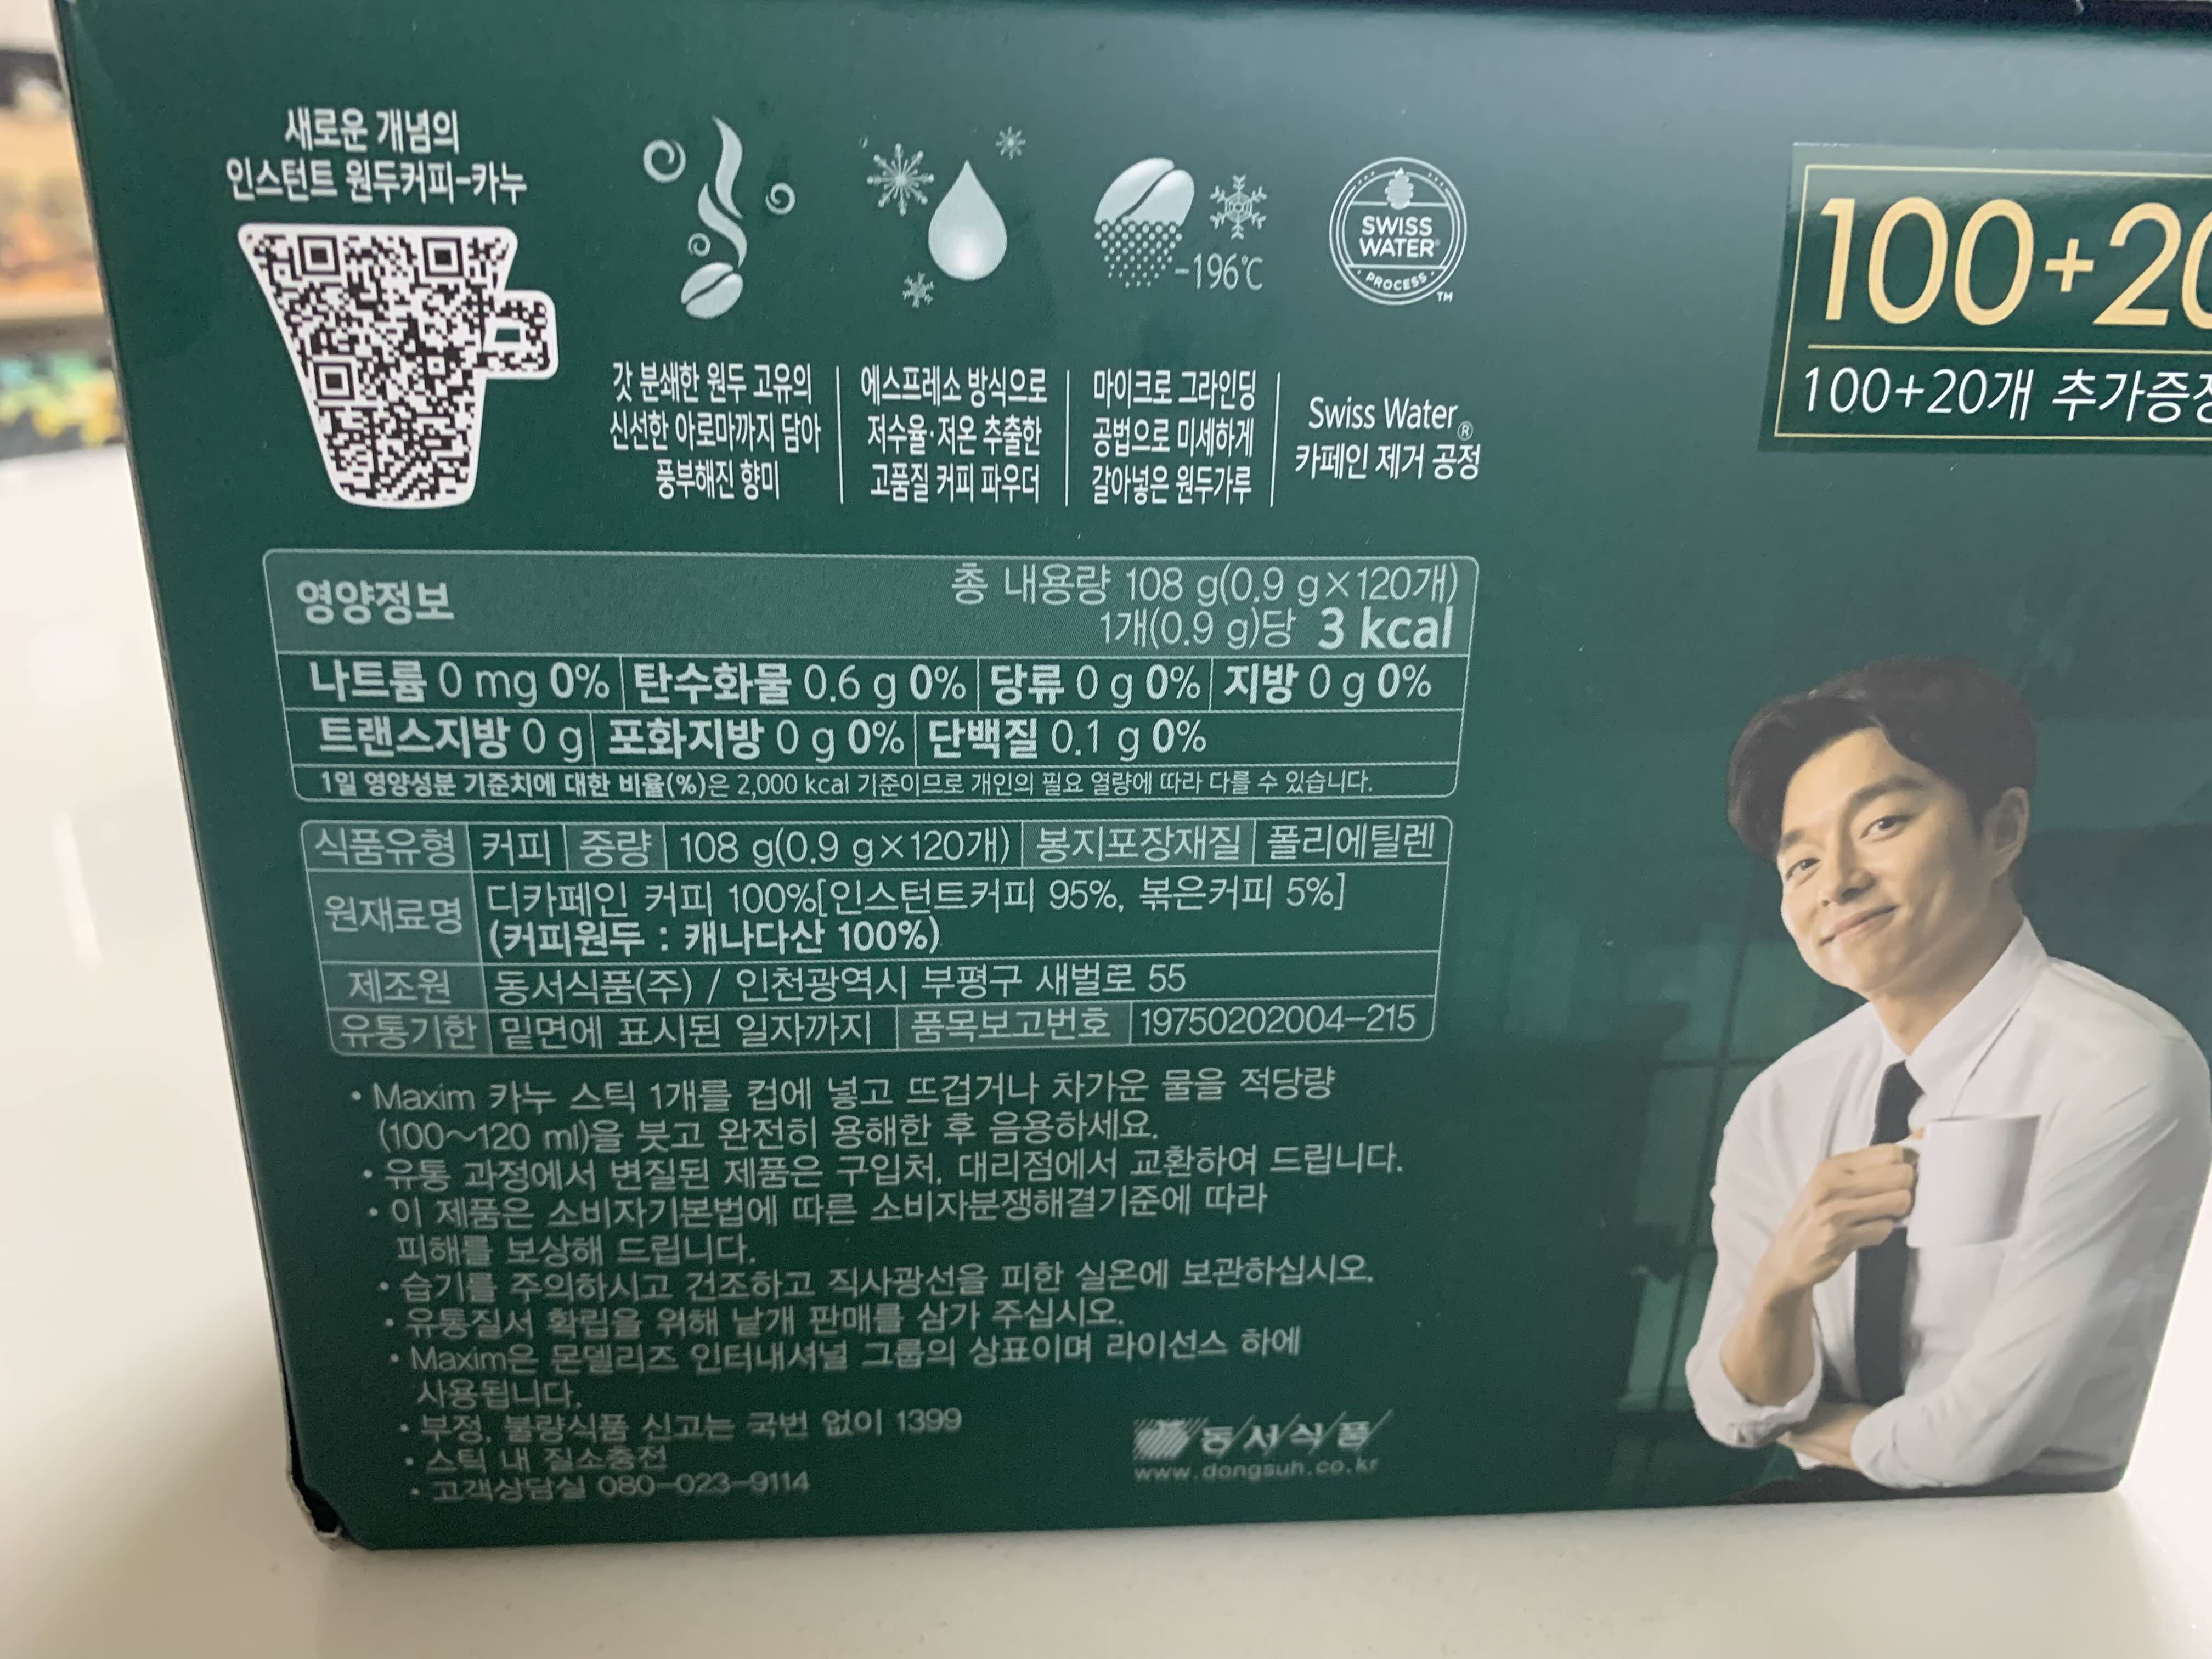 새로운 개념의
인스턴트 원두커피-카누
-196℃
SWISS
WATER®
PROCESS
TM
갓 분쇄한 원두 고유의
신선한 아로마까지 담아
풍부해진 향미
에스프레소 방식으로
저수율·저온 추출한
고품질 커피 파우더
마이크로 그라인딩
공법으로 미세하게
갈아넣은 원두가루
Swiss Water®
카페인 제거 공정
100+20
100+20개 추가증정
영양정보
총 내용량 108 g(0.9 g×120개)
1개(0.9 g)당 3 kcal
나트륨 0 mg 0% 탄수화물 0.6 g 0% 당류 0 g 0% 지방 0 g 0%
트랜스지방 0 g 포화지방 0 g 0% 단백질 0.1 g 0%
1일 영양성분 기준치에 대한 비율(%)은 2,000 kcal 기준이므로 개인의 필요 열량에 따라 다를 수 있습니다.
식품유형 커피 중량 108 g(0.9 g×120개) 봉지포장재질 폴리에틸렌
원재료명 디카페인 커피 100%[인스턴트커피 95%, 볶은커피 5%]
(커피원두 : 캐나다산 100%)
제조원 동서식품(주) / 인천광역시 부평구 새벌로 55
유통기한 밑면에 표시된 일자까지 품목보고번호 19750202004-215
• Maxim 카누 스틱 1개를 컵에 넣고 뜨겁거나 차가운 물을 적당량
(100~120 ml)을 붓고 완전히 용해한 후 음용하세요.
• 유통 과정에서 변질된 제품은 구입처, 대리점에서 교환하여 드립니다.
• 이 제품은 소비자기본법에 따른 소비자분쟁해결기준에 따라
피해를 보상해 드립니다.
• 습기를 주의하시고 건조하고 직사광선을 피한 실온에 보관하십시오.
• 유통질서 확립을 위해 낱개 판매를 삼가 주십시오.
• Maxim은 몬델리즈 인터내셔널 그룹의 상표이며 라이선스 하에
사용됩니다.
• 부정, 불량식품 신고는 국번 없이 1399
• 스틱 내 질소충전
• 고객상담실 080-023-9114
동서식품
www.dongsuh.co.kr